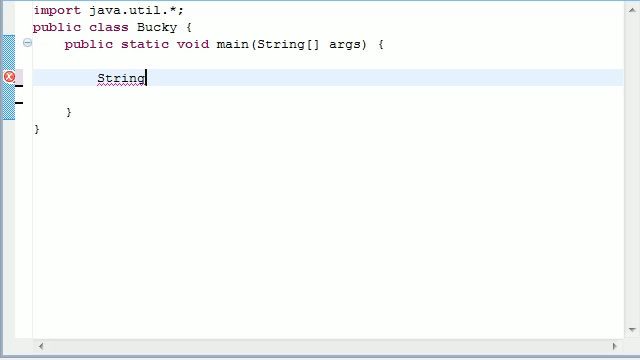 import java.util.*;
public class Bucky {
    public static void main(String[] args) {
        String
    }
}